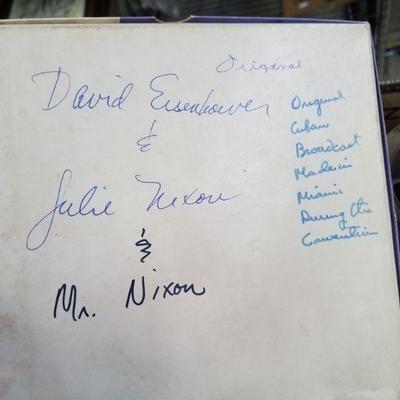 Original
David Eisenhower
&
Julie Nixon
&
Mr. Nixon
Original
Cuban
Broadcast
Made in
Miami
During the
Convention